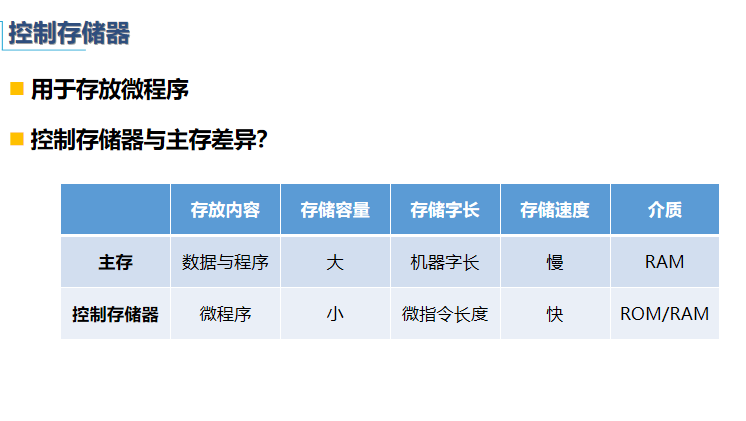 控制存储器
用于存放微程序
控制存储器与主存差异?
存放内容 存储容量 存储字长 存储速度 介质
主存 数据与程序 大 机器字长 慢 RAM
控制存储器 微程序 小 微指令长度 快 ROM/RAM